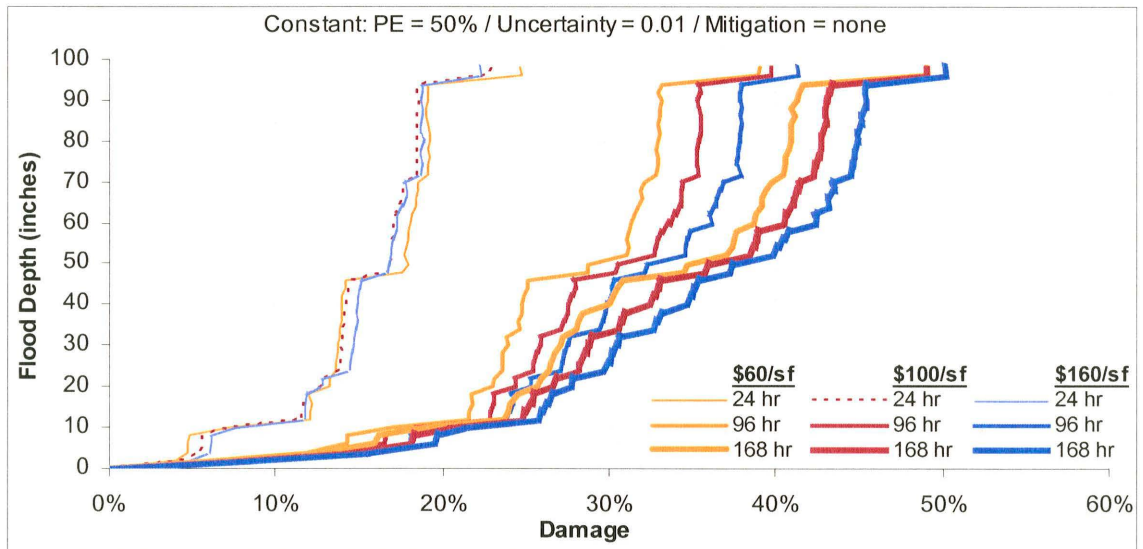 Constant: PE = 50% / Uncertainty = 0.01 / Mitigation = none
100
90
80
70
60
50
40
30
20
10
0
Flood Depth (inches)
$60/sf $100/sf $160/sf
24 hr 24 hr 24 hr
96 hr 96 hr 96 hr
168 hr 168 hr 168 hr
0% 10% 20% 30% 40% 50% 60%
Damage